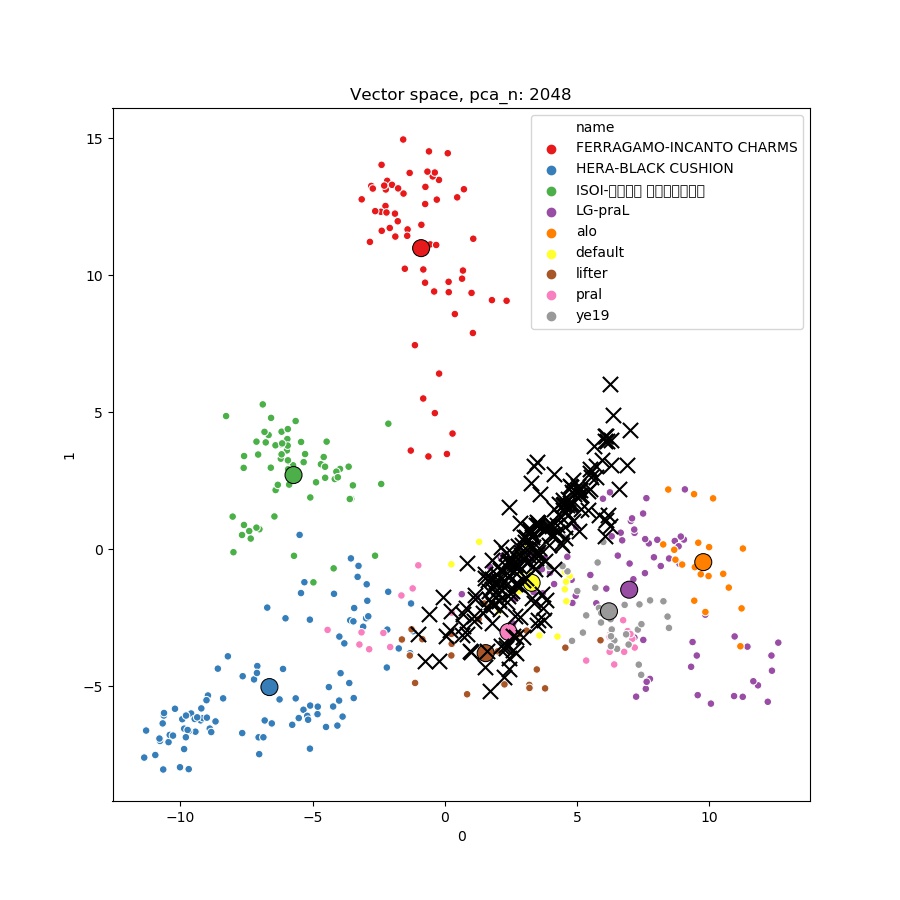 Vector space, pca_n: 2048
name
FERRAGAMO-INCANTO CHARMS
HERA-BLACK CUSHION
ISOI-
LG-praL
alo
default
lifter
pral
ye19
15
10
5
0
−5
1
−10
−5
0
5
10
0